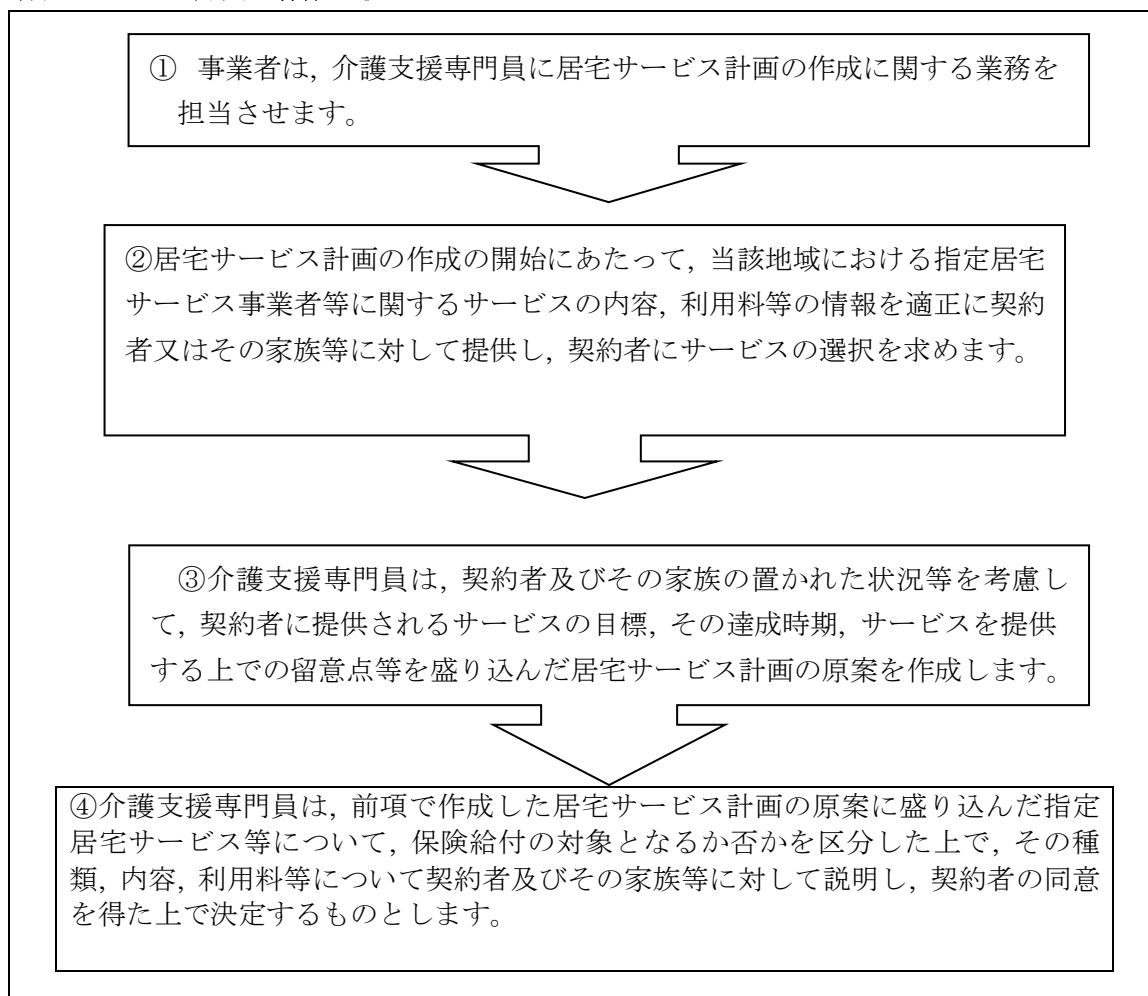 ① 事業者は, 介護支援専門員に居宅サービス計画の作成に関する業務を
担当させます。
②居宅サービス計画の作成の開始にあたって, 当該地域における指定居宅
サービス事業者等に関するサービスの内容, 利用料等の情報を適正に契約
者又はその家族等に対して提供し, 契約者にサービスの選択を求めます。
③介護支援専門員は, 契約者及びその家族の置かれた状況等を考慮し
て, 契約者に提供されるサービスの目標, その達成時期, サービスを提供
する上での留意点等を盛り込んだ居宅サービス計画の原案を作成します。
④介護支援専門員は, 前項で作成した居宅サービス計画の原案に盛り込んだ指定
居宅サービス等について, 保険給付の対象となるか否かを区分した上で, その種
類, 内容, 利用料等について契約者及びその家族等に対して説明し, 契約者の同意
を得た上で決定するものとします。